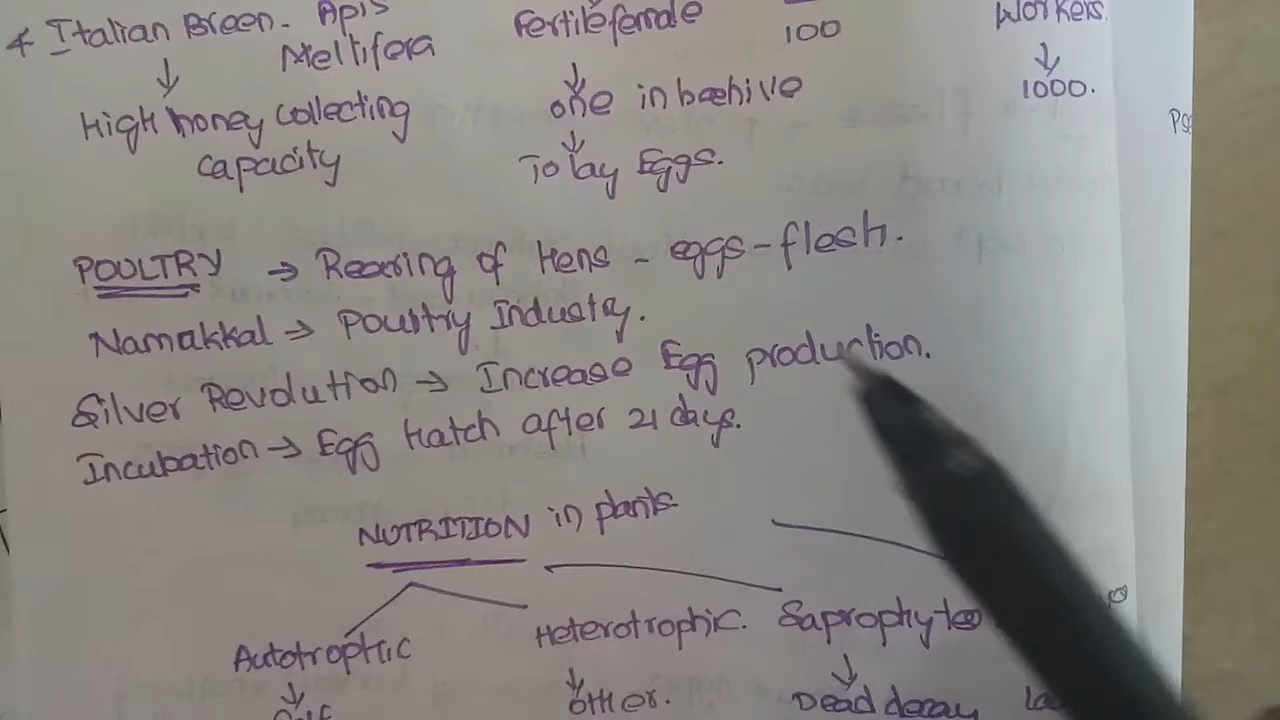 Italian Breen - Apis Mellifera
↓
High honey collecting capacity
Fertile female
↓
one in beehive
↓
To lay Eggs.
100
Workers.
↓
1000.
POULTRY → Rearing of Hens - eggs - flesh.
Namakkal → Poultry Industry.
Silver Revolution → Increase Egg production.
Incubation → Egg Hatch after 21 days.
NUTRITION in plants
Autotrophic
↓
Self
Heterotrophic.
↓
other.
Saprophytes
↓
Dead decay